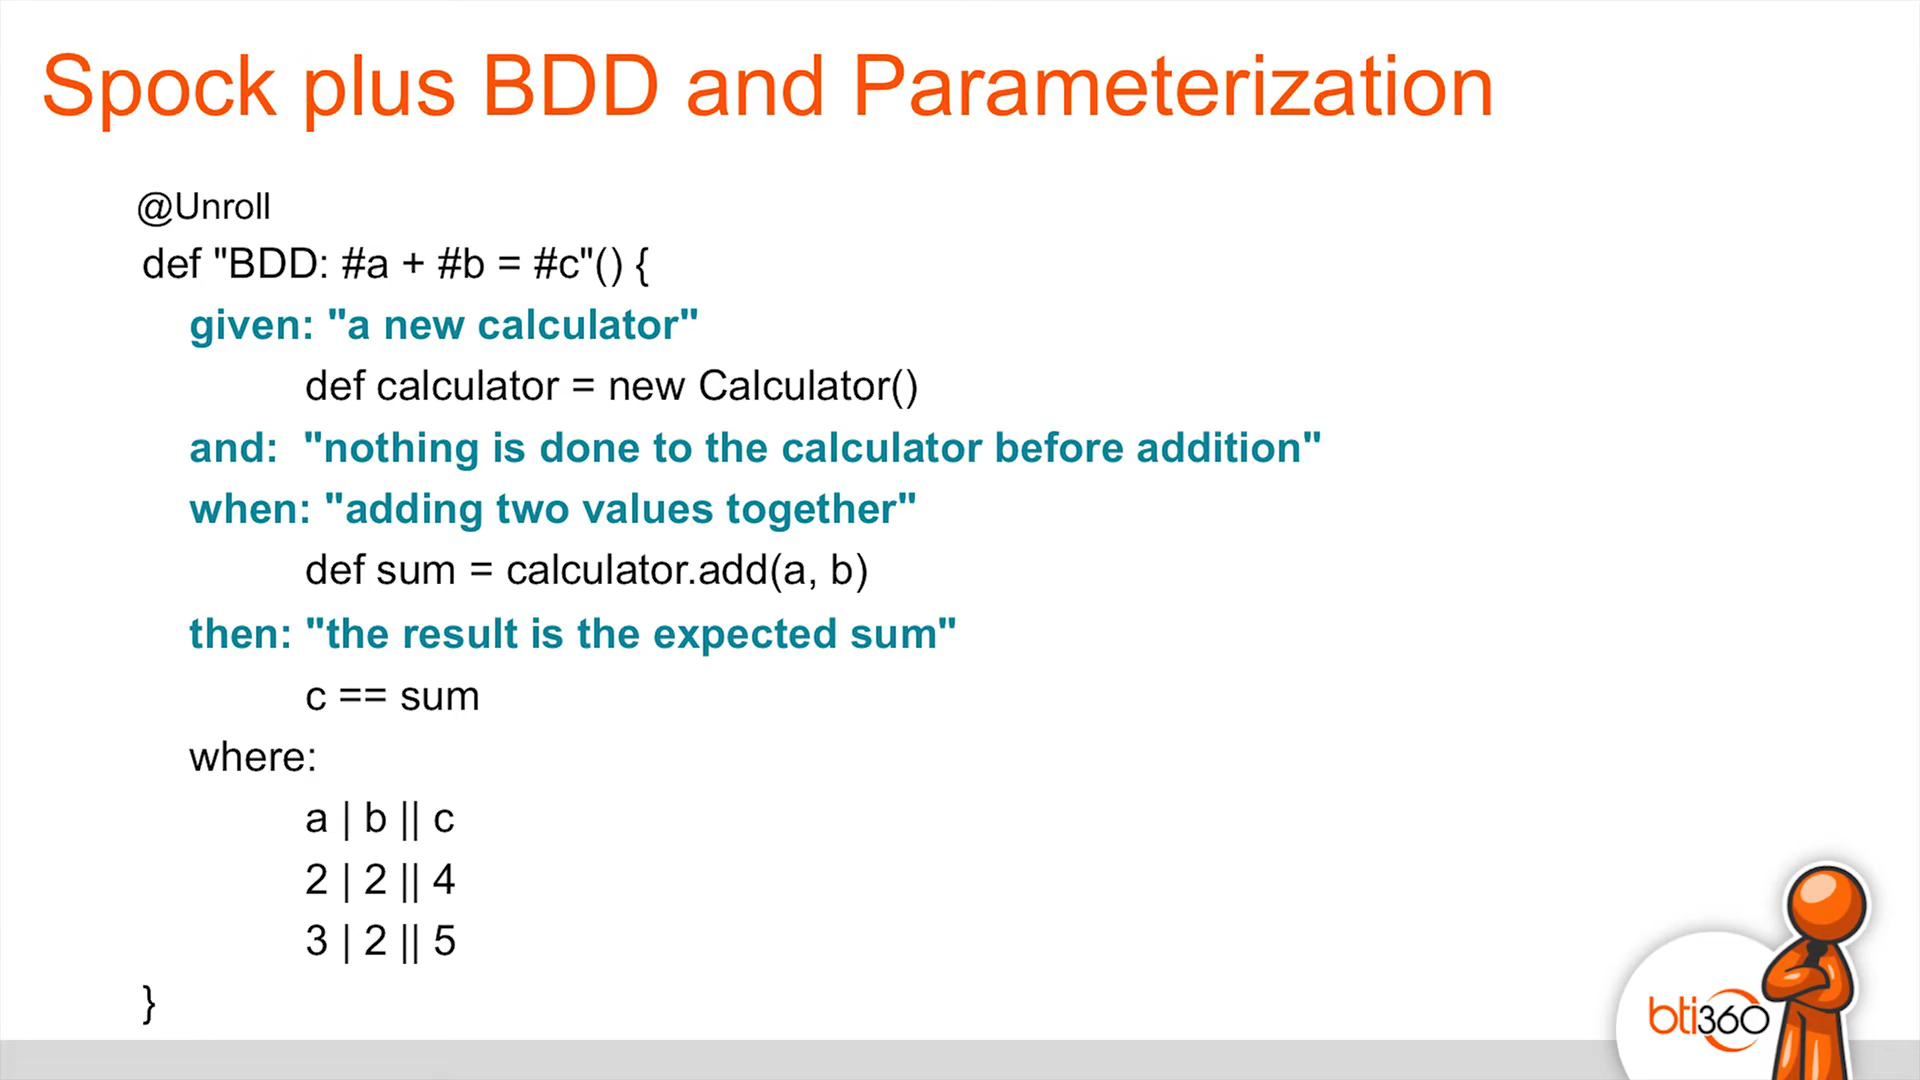 Spock plus BDD and Parameterization
@Unroll
def "BDD: #a + #b = #c"() {
given: "a new calculator"
def calculator = new Calculator()
and: "nothing is done to the calculator before addition"
when: "adding two values together"
def sum = calculator.add(a, b)
then: "the result is the expected sum"
c == sum
where:
a | b || c
2 | 2 || 4
3 | 2 || 5
}
bti360